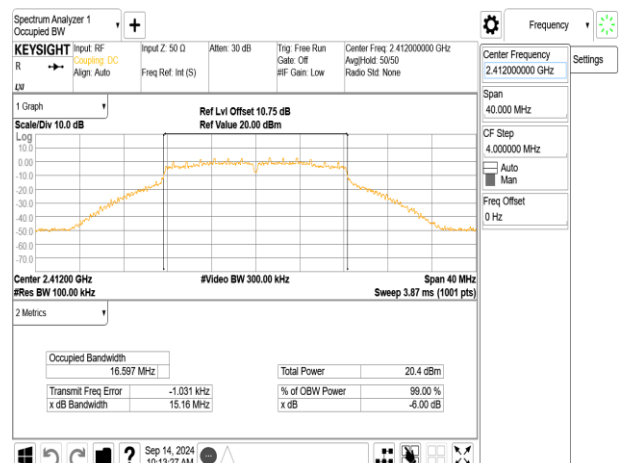 Spectrum Analyzer 1
Occupied BW
Frequency
KEYSIGHT
R
LXI
Input: RF
Coupling: DC
Align: Auto
Input Z: 50 Ω
Freq Ref: Int (S)
Atten: 30 dB
Trig: Free Run
Gate: Off
#IF Gain: Low
Center Freq: 2.412000000 GHz
Avg|Hold: 50/50
Radio Std: None
Center Frequency
2.412000000 GHz
Settings
Span
40.000 MHz
CF Step
4.000000 MHz
Auto
Man
Freq Offset
0 Hz
1 Graph
Scale/Div 10.0 dB
Ref Lvl Offset 10.75 dB
Ref Value 20.00 dBm
Log
10.0
0.00
-10.0
-20.0
-30.0
-40.0
-50.0
-60.0
-70.0
Center 2.41200 GHz
#Res BW 100.00 kHz
#Video BW 300.00 kHz
Span 40 MHz
Sweep 3.87 ms (1001 pts)
2 Metrics
Occupied Bandwidth
16.597 MHz
Total Power 20.4 dBm
Transmit Freq Error -1.031 kHz
% of OBW Power 99.00 %
x dB Bandwidth 15.16 MHz
x dB -6.00 dB
?
Sep 14, 2024
10:13:27 AM